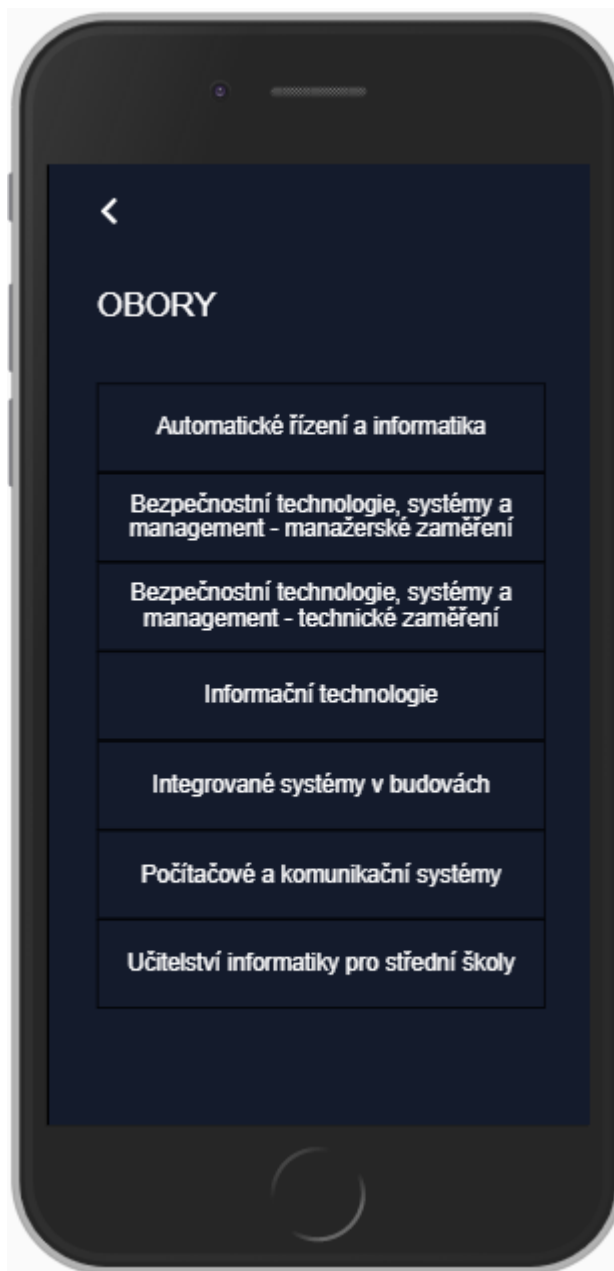 OBORY
Automatické řízení a informatika
Bezpečnostní technologie, systémy a
management - manažerské zaměření
Bezpečnostní technologie, systémy a
management - technické zaměření
Informační technologie
Integrované systémy v budovách
Počítačové a komunikační systémy
Učitelství informatiky pro střední školy